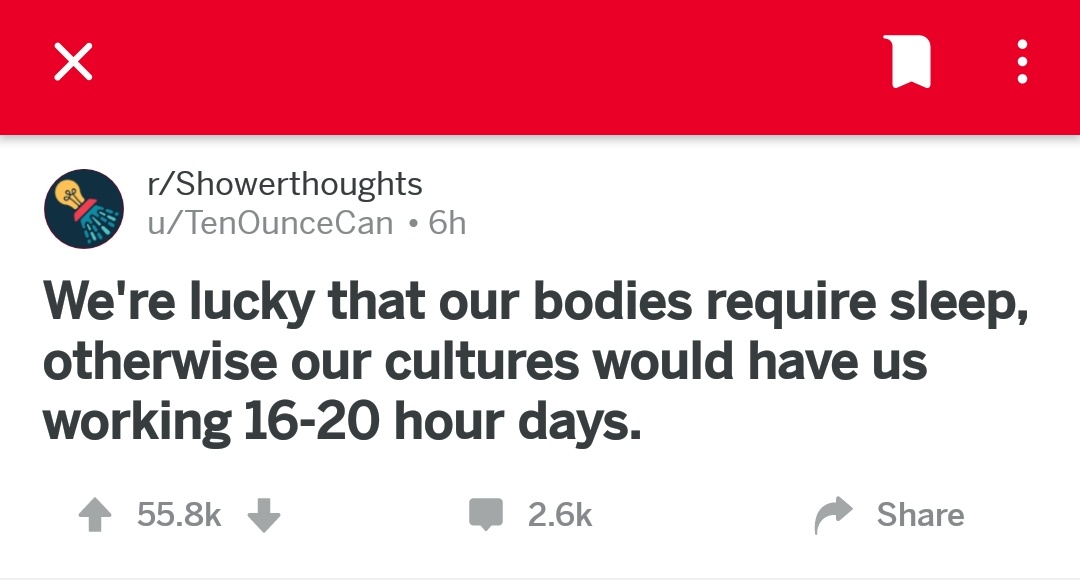 r/Showerthoughts
u/TenOunceCan • 6h
We're lucky that our bodies require sleep,
otherwise our cultures would have us
working 16-20 hour days.
55.8k 2.6k Share